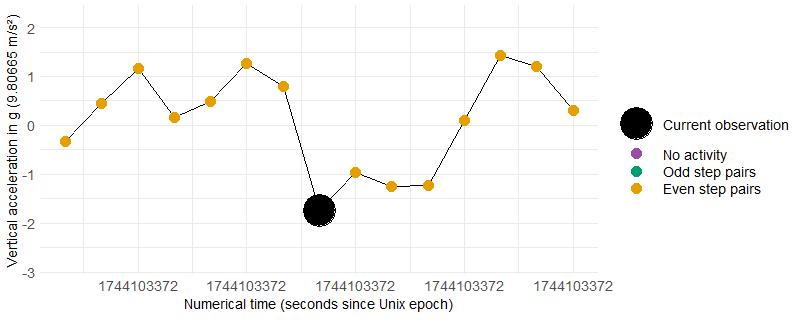 Vertical acceleration in g (9.80665 m/s²)
2
1
0
-1
-2
-3
1744103372 1744103372 1744103372 1744103372 1744103372
Numerical time (seconds since Unix epoch)
Current observation
No activity
Odd step pairs
Even step pairs